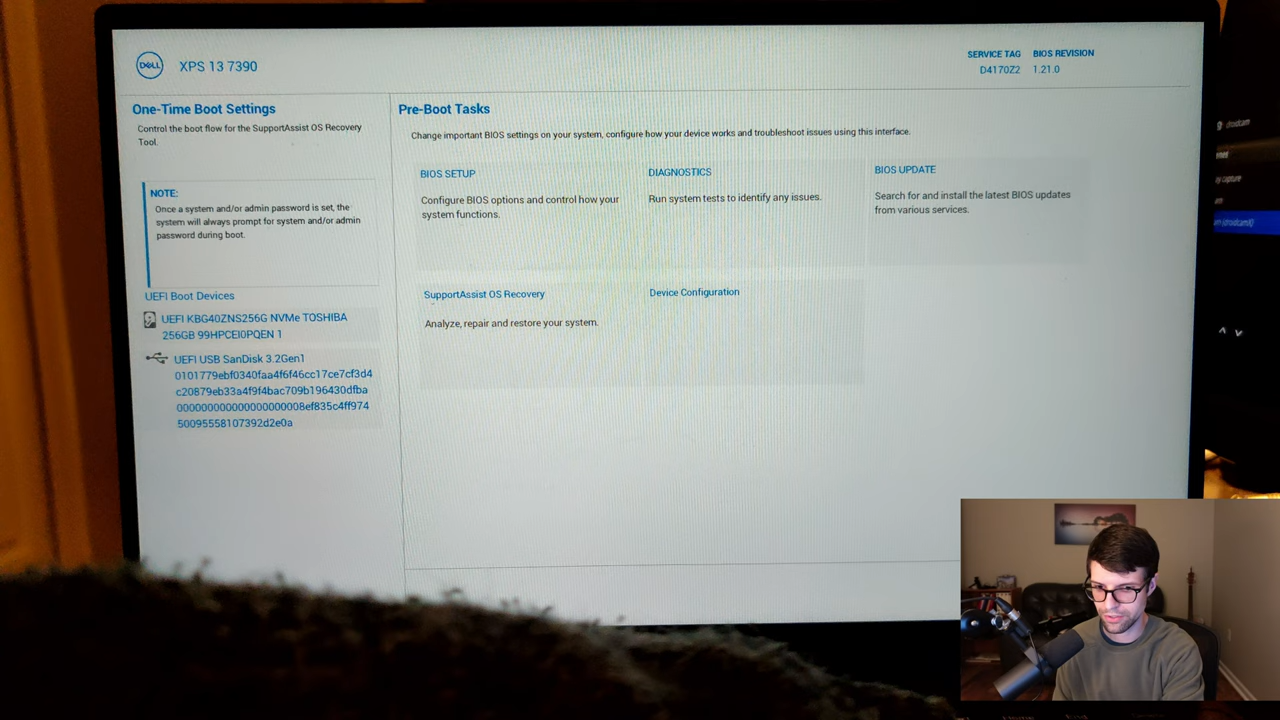 DELL
XPS 13 7390
SERVICE TAG
D4170Z2
BIOS REVISION
1.21.0
One-Time Boot Settings
Control the boot flow for the SupportAssist OS Recovery
Tool.
NOTE:
Once a system and/or admin password is set, the
system will always prompt for system and/or admin
password during boot.
UEFI Boot Devices
UEFI KBG40ZNS256G NVMe TOSHIBA
256GB 99HPCEI0PQEN 1
UEFI USB SanDisk 3.2Gen1
0101779ebf0340faa4f6f46cc17ce7cf3d4
c20879eb33a4f9f4bac709b196430dfba
00000000000000000000008ef835c4ff974
50095558107392d2e0a
Pre-Boot Tasks
Change important BIOS settings on your system, configure how your device works and troubleshoot issues using this interface.
BIOS SETUP
Configure BIOS options and control how your
system functions.
DIAGNOSTICS
Run system tests to identify any issues.
BIOS UPDATE
Search for and install the latest BIOS updates
from various services.
SupportAssist OS Recovery
Analyze, repair and restore your system.
Device Configuration
droidcam